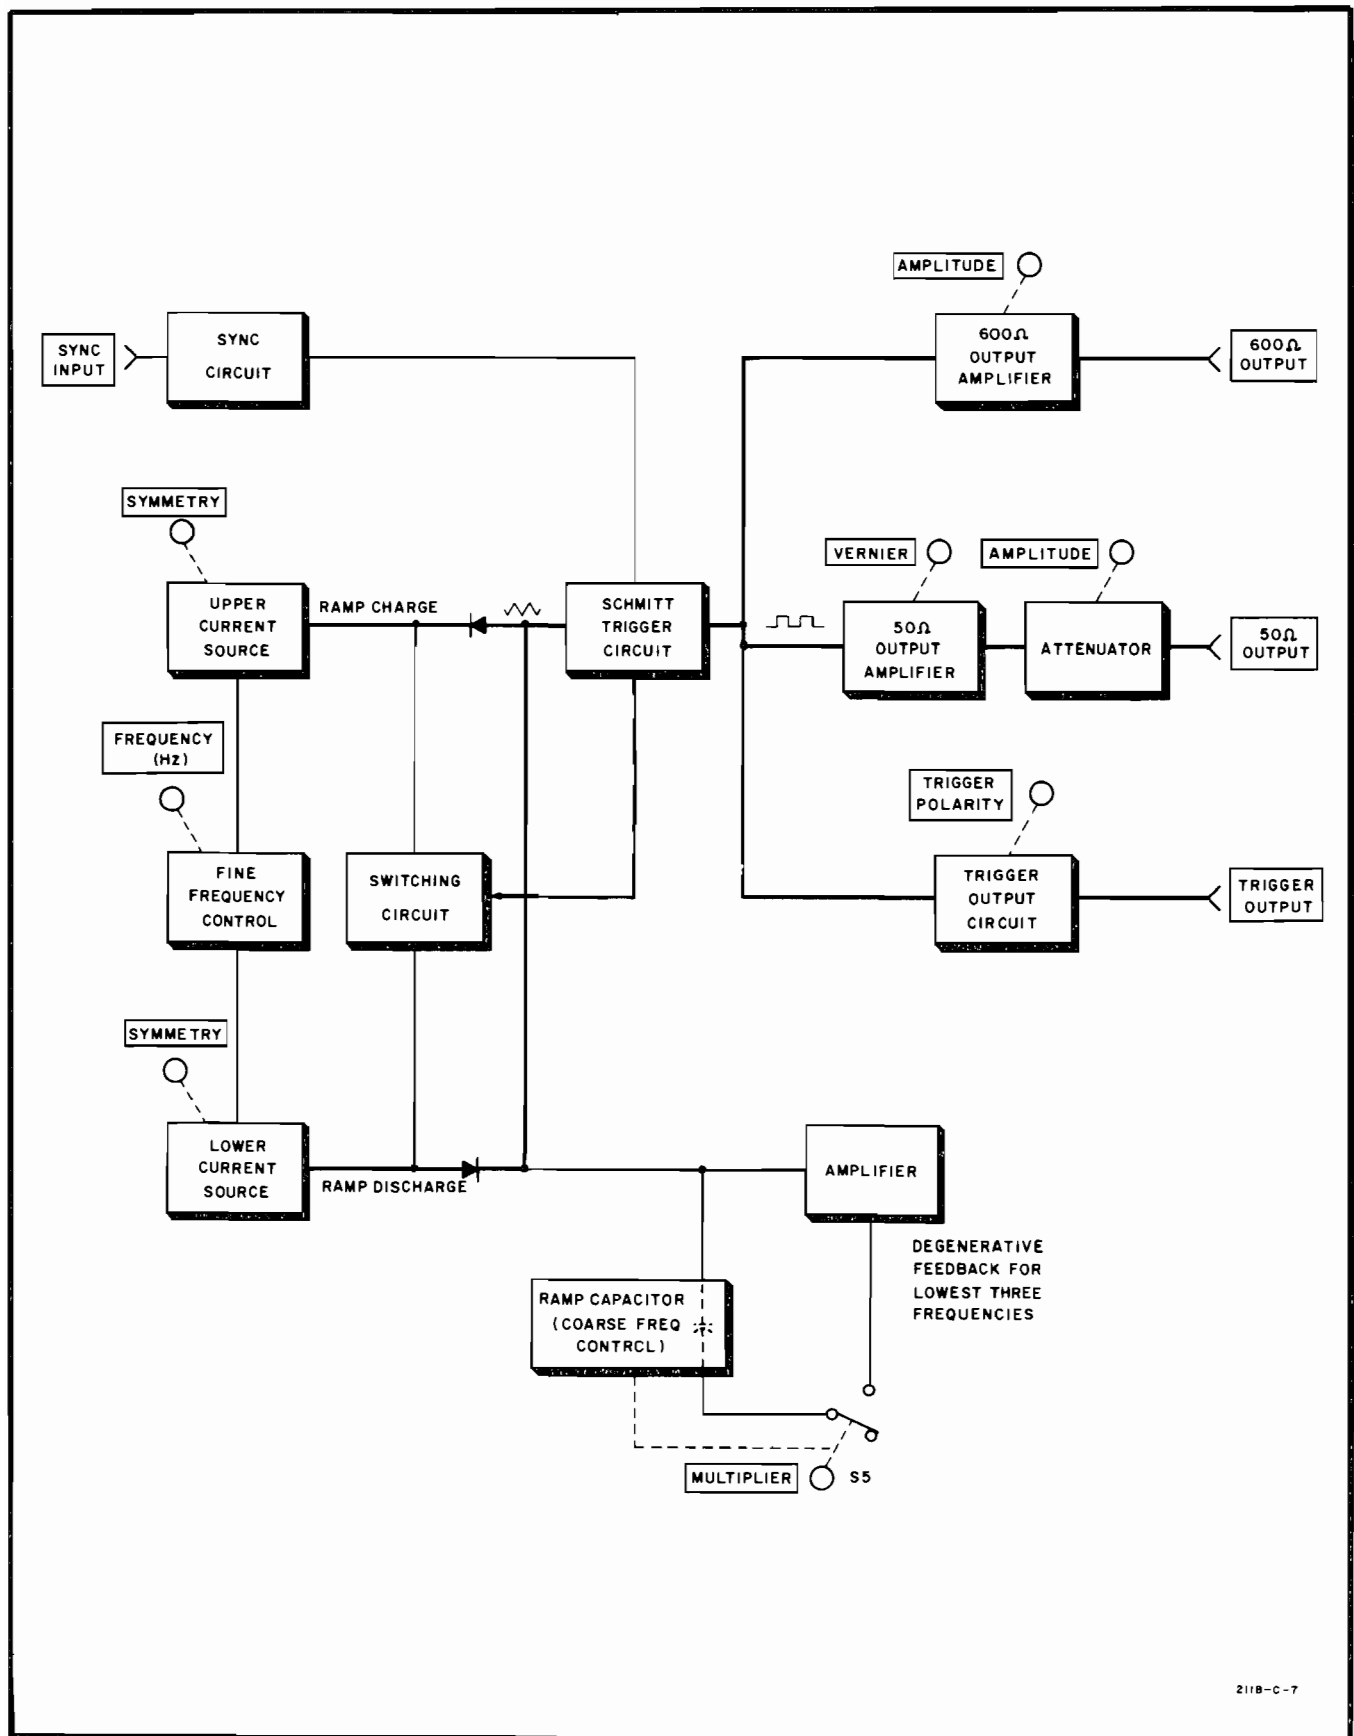 AMPLITUDE
SYNC
INPUT
SYNC
CIRCUIT
600Ω
OUTPUT
AMPLIFIER
600Ω
OUTPUT
SYMMETRY
VERNIER
AMPLITUDE
UPPER
CURRENT
SOURCE
RAMP CHARGE
SCHMITT
TRIGGER
CIRCUIT
50Ω
OUTPUT
AMPLIFIER
ATTENUATOR
50Ω
OUTPUT
FREQUENCY
(HZ)
TRIGGER
POLARITY
FINE
FREQUENCY
CONTROL
SWITCHING
CIRCUIT
TRIGGER
OUTPUT
CIRCUIT
TRIGGER
OUTPUT
SYMMETRY
LOWER
CURRENT
SOURCE
RAMP DISCHARGE
AMPLIFIER
DEGENERATIVE
FEEDBACK FOR
LOWEST THREE
FREQUENCIES
RAMP CAPACITOR
(COARSE FREQ
CONTRCL)
MULTIPLIER
S5
211B-C-7